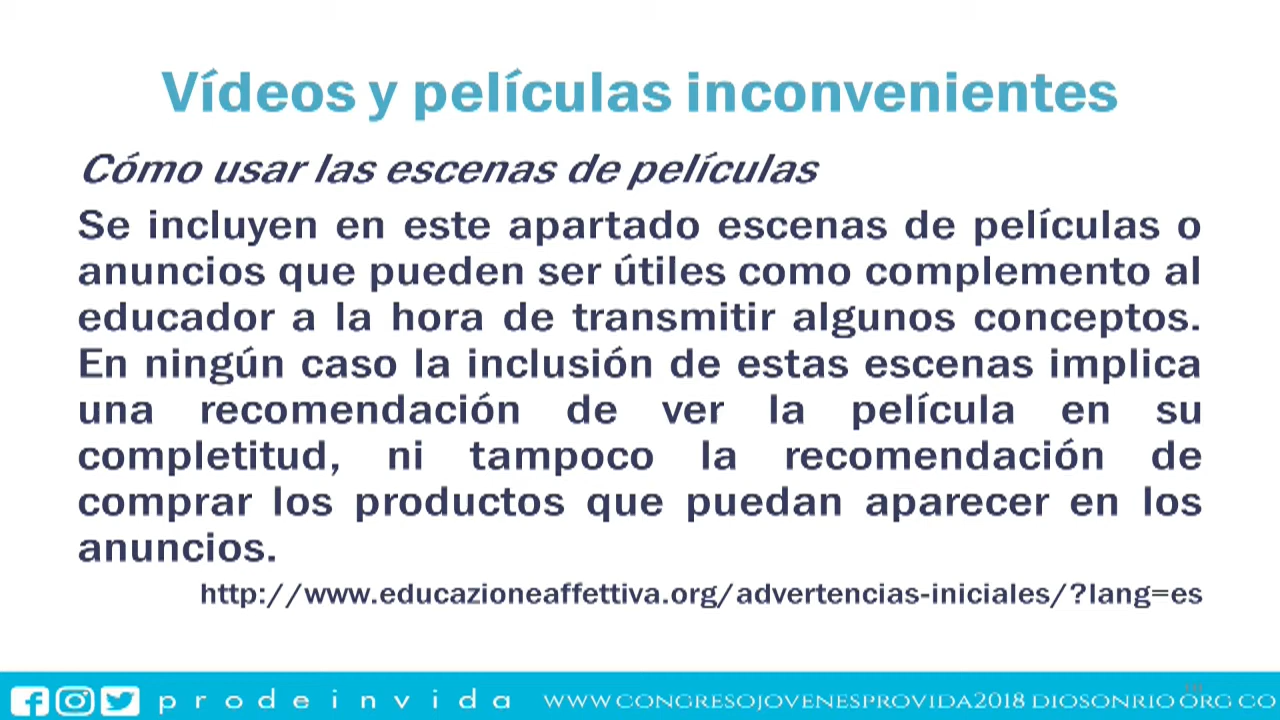 Vídeos y películas inconvenientes
Cómo usar las escenas de películas
Se incluyen en este apartado escenas de películas o
anuncios que pueden ser útiles como complemento al
educador a la hora de transmitir algunos conceptos.
En ningún caso la inclusión de estas escenas implica
una recomendación de ver la película en su
completitud, ni tampoco la recomendación de
comprar los productos que puedan aparecer en los
anuncios.
http://www.educazioneaffettiva.org/advertencias-iniciales/?lang=es
prodeinvida WWW.CONGRESOJOVENESPROVIDA2018 DIOSONRIO ORG CO